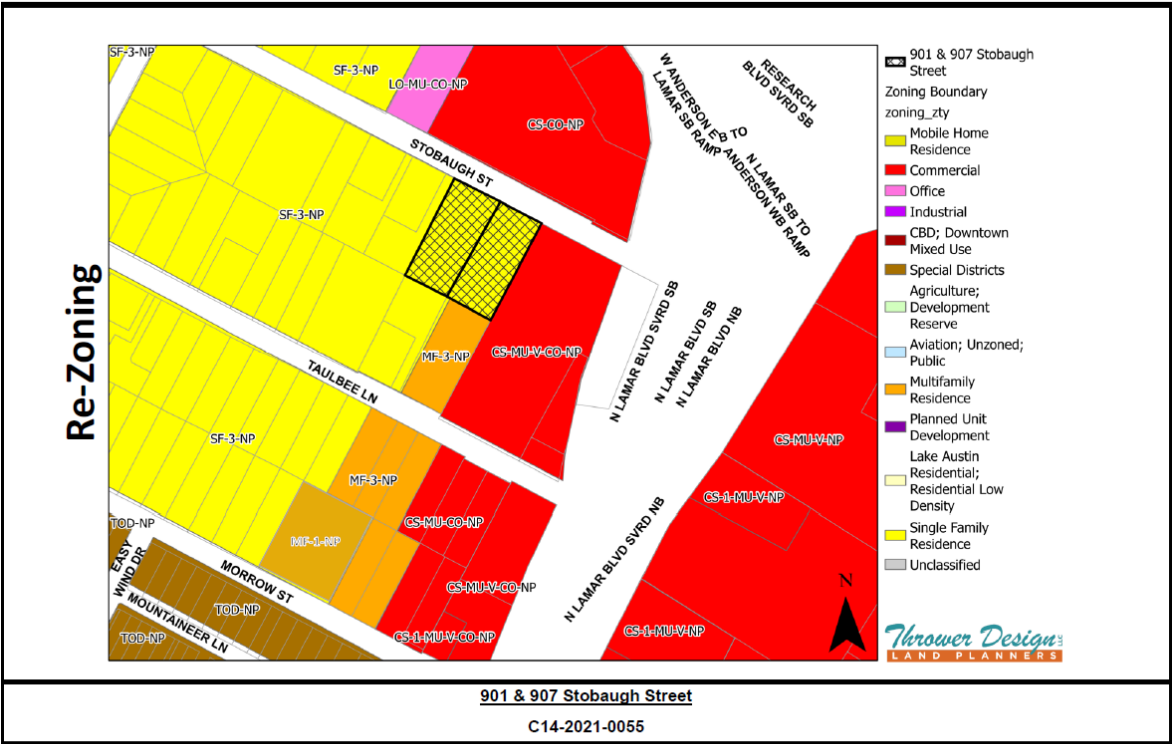 Re-Zoning
SF-3-NP
SF-3-NP
LO-MU-CO-NP
CS-CO-NP
W ANDERSON EB TO
LAMAR SB RAMP
RESEARCH
BLVD SVRD SB
N LAMAR SB TO
ANDERSON WB RAMP
STOBAUGH ST
SF-3-NP
MF-3-NP
CS-MU-V-CO-NP
N LAMAR BLVD SVRD SB
N LAMAR BLVD SB
N LAMAR BLVD NB
TAULBEE LN
SF-3-NP
MF-3-NP
CS-MU-V-NP
CS-1-MU-V-NP
CS-MU-CO-NP
TOD-NP
MF-1-NP
EASY
WIND DR
MORROW ST
CS-MU-V-CO-NP
N LAMAR BLVD SVRD NB
TOD-NP
MOUNTAINEER LN
TOD-NP
CS-1-MU-V-CO-NP
CS-1-MU-V-NP
N
901 & 907 Stobaugh
Street
Zoning Boundary
zoning_zty
Mobile Home
Residence
Commercial
Office
Industrial
CBD; Downtown
Mixed Use
Special Districts
Agriculture;
Development
Reserve
Aviation; Unzoned;
Public
Multifamily
Residence
Planned Unit
Development
Lake Austin
Residential;
Residential Low
Density
Single Family
Residence
Unclassified
Thrower Design LLC
LAND PLANNERS
901 & 907 Stobaugh Street
C14-2021-0055